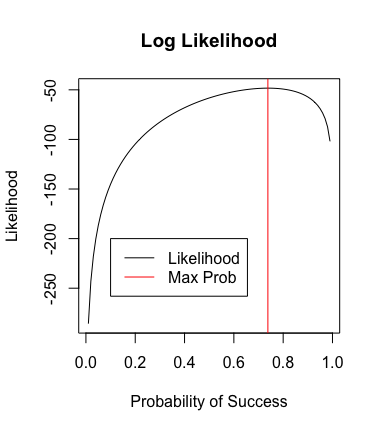 Log Likelihood
Likelihood
-50
-100
-150
-200
-250
Likelihood
Max Prob
0.0 0.2 0.4 0.6 0.8 1.0
Probability of Success